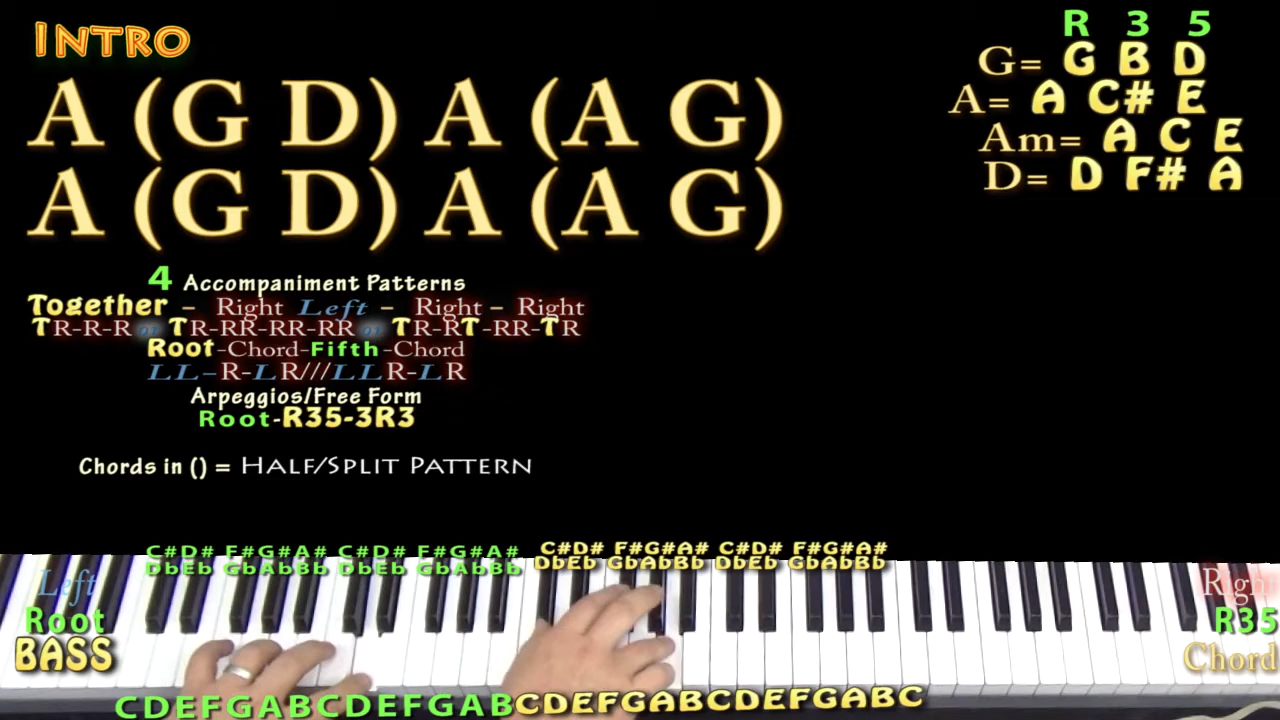 INTRO
A (G D) A (A G)
A (G D) A (A G)
R 3 5
G= G B D
A= A C# E
Am= A C E
D= D F# A
4 Accompaniment Patterns
Together – Right Left – Right – Right
TR-R-R or TR-RR-RR-RR or TR-RT-RR-TR
Root-Chord-Fifth-Chord
LL–R-LR///LLR-LR
Arpeggios/Free Form
Root-R35-3R3
Chords in () = HALF/SPLIT PATTERN
C#D# F#G#A# C#D# F#G#A# C#D# F#G#A# C#D# F#G#A#
DbEb GbAbBb DbEb GbAbBb DbEb GbAbBb DbEb GbAbBb
Left
Root
BASS
Righ
R35
Chord
CDEFGABCDEFGABCDEFGABCDEFGABC